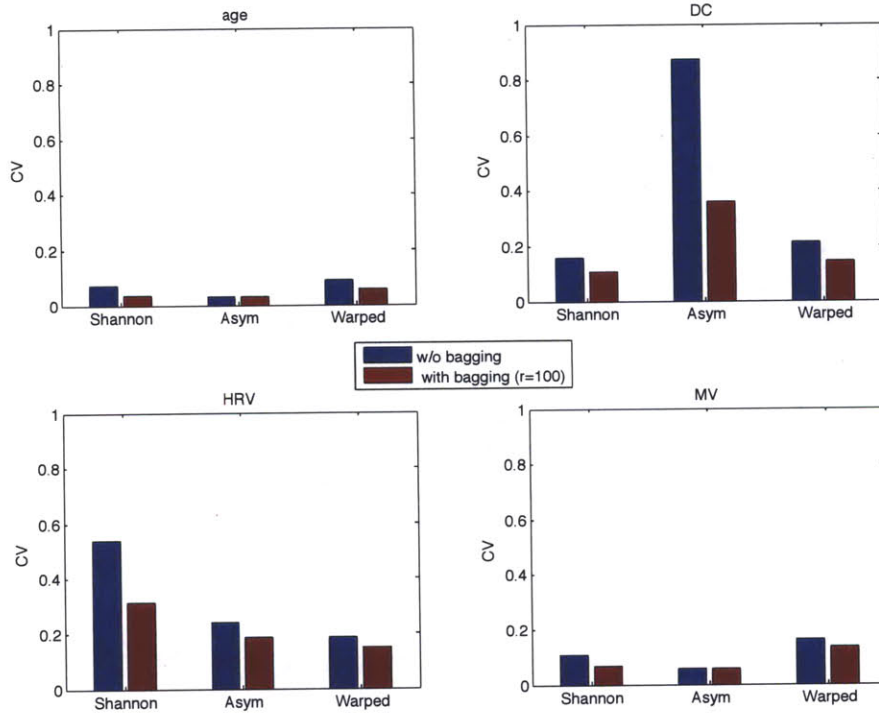 age
1
0.8
0.6
0.4
0.2
0
CV
Shannon Asym Warped
DC
1
0.8
0.6
0.4
0.2
0
CV
Shannon Asym Warped
w/o bagging
with bagging (r=100)
HRV
1
0.8
0.6
0.4
0.2
0
CV
Shannon Asym Warped
MV
1
0.8
0.6
0.4
0.2
0
CV
Shannon Asym Warped